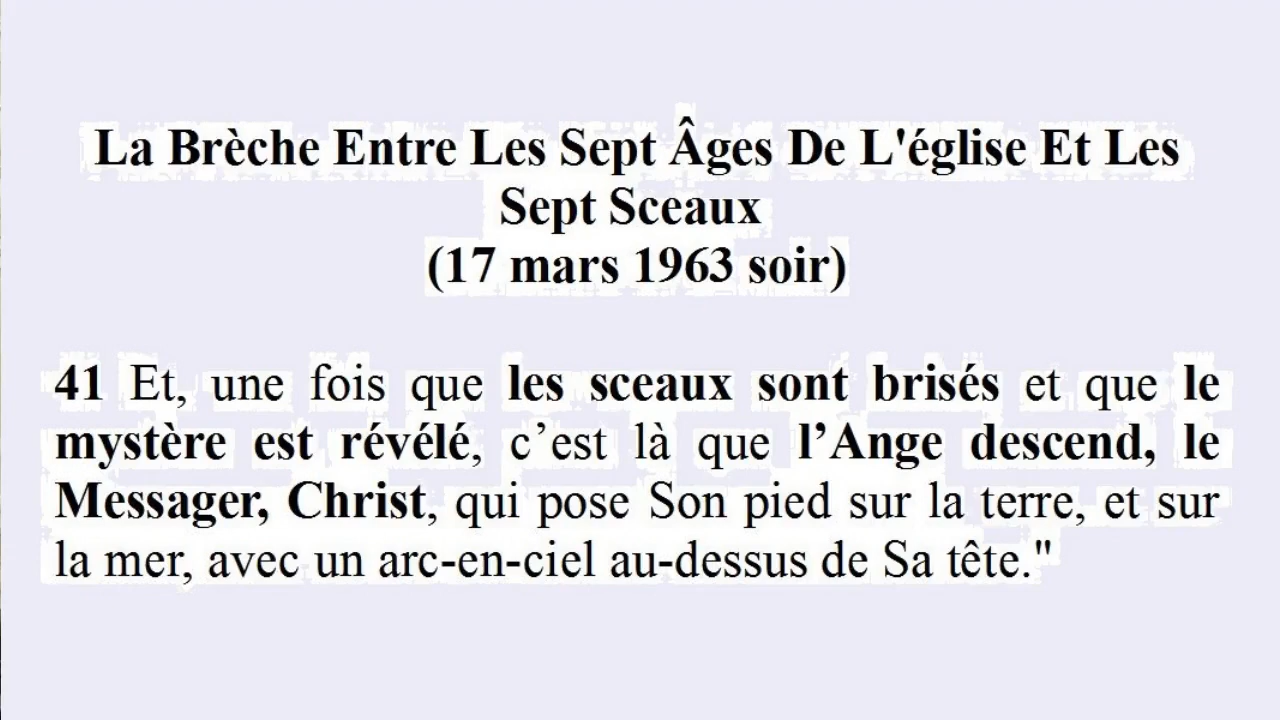 La Brèche Entre Les Sept Âges De L'église Et Les
Sept Sceaux
(17 mars 1963 soir)
41 Et, une fois que les sceaux sont brisés et que le
mystère est révélé, c’est là que l’Ange descend, le
Messager, Christ, qui pose Son pied sur la terre, et sur
la mer, avec un arc-en-ciel au-dessus de Sa tête."